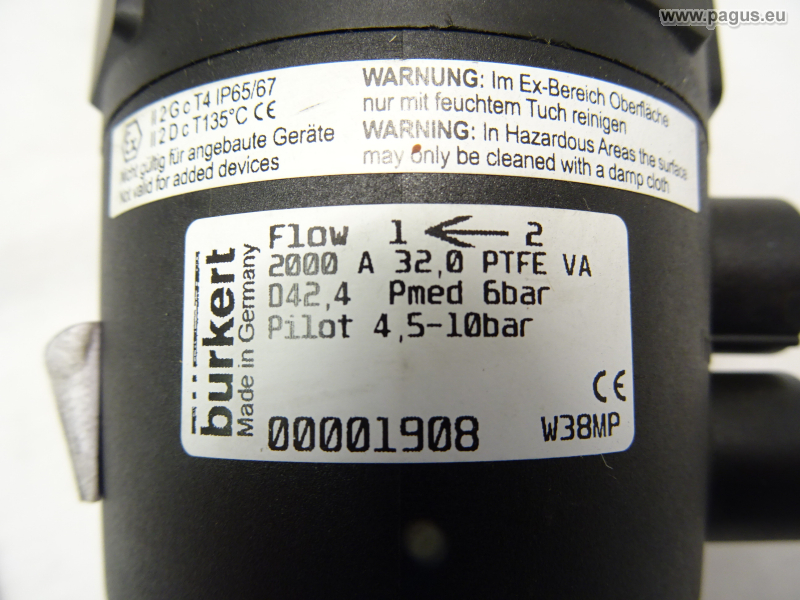 www.pagus.eu
Ex
II 2 G c T4 IP65/67
II 2 D c T135°C CE
Nicht gültig für angebaute Geräte
Not valid for added devices
WARNUNG: Im Ex-Bereich Oberfläche
nur mit feuchtem Tuch reinigen
WARNING: In Hazardous Areas the surface
may only be cleaned with a damp cloth
burkert
Made in Germany
Flow 1 ← 2
2000 A 32,0 PTFE VA
D42,4 Pmed 6bar
Pilot 4,5-10bar
CE
00001908 W38MP